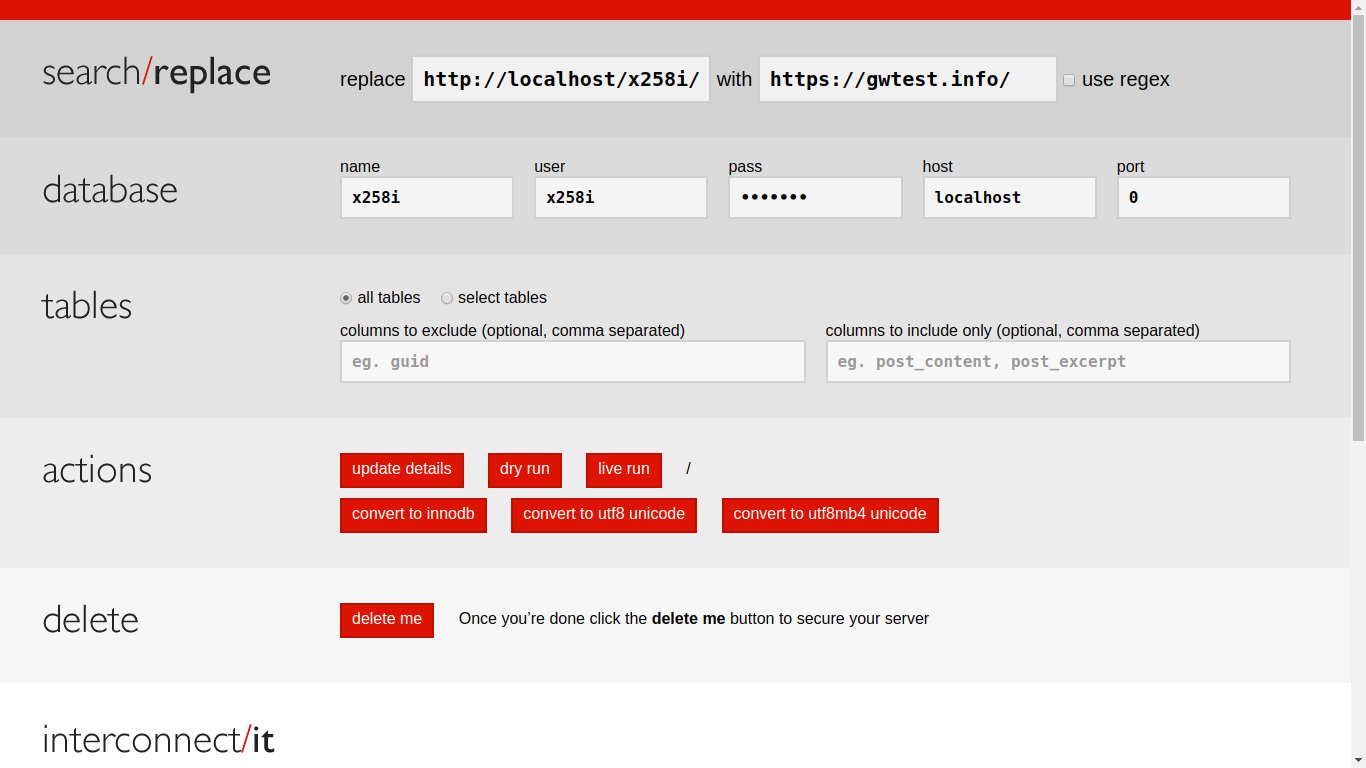 search/replace
replace http://localhost/x258i/ with https://gwtest.info/ use regex
database
name user pass host port
x258i x258i ••••••• localhost 0
tables
all tables select tables
columns to exclude (optional, comma separated) columns to include only (optional, comma separated)
eg. guid eg. post_content, post_excerpt
actions
update details dry run live run /
convert to innodb convert to utf8 unicode convert to utf8mb4 unicode
delete
delete me Once you’re done click the delete me button to secure your server
interconnect/it